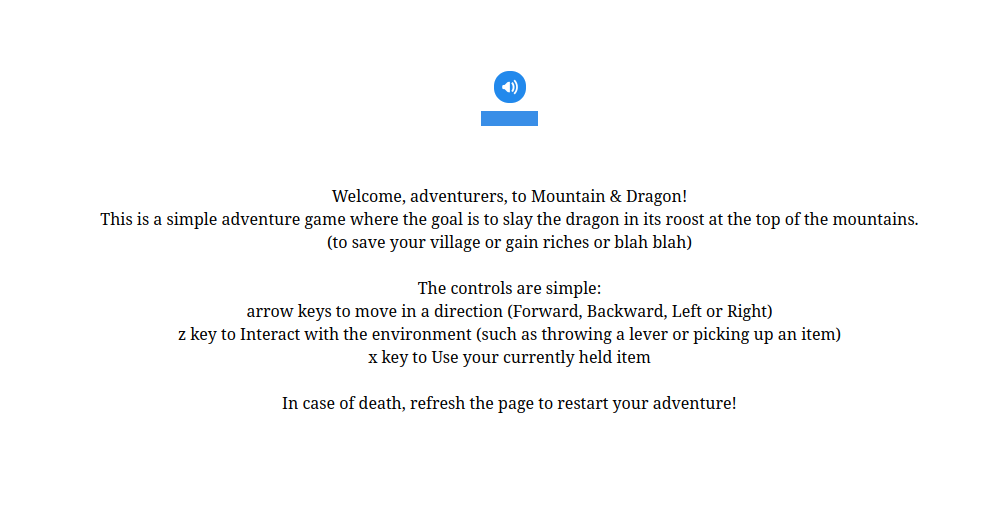 Welcome, adventurers, to Mountain & Dragon!
This is a simple adventure game where the goal is to slay the dragon in its roost at the top of the mountains.
(to save your village or gain riches or blah blah)
The controls are simple:
arrow keys to move in a direction (Forward, Backward, Left or Right)
z key to Interact with the environment (such as throwing a lever or picking up an item)
x key to Use your currently held item
In case of death, refresh the page to restart your adventure!